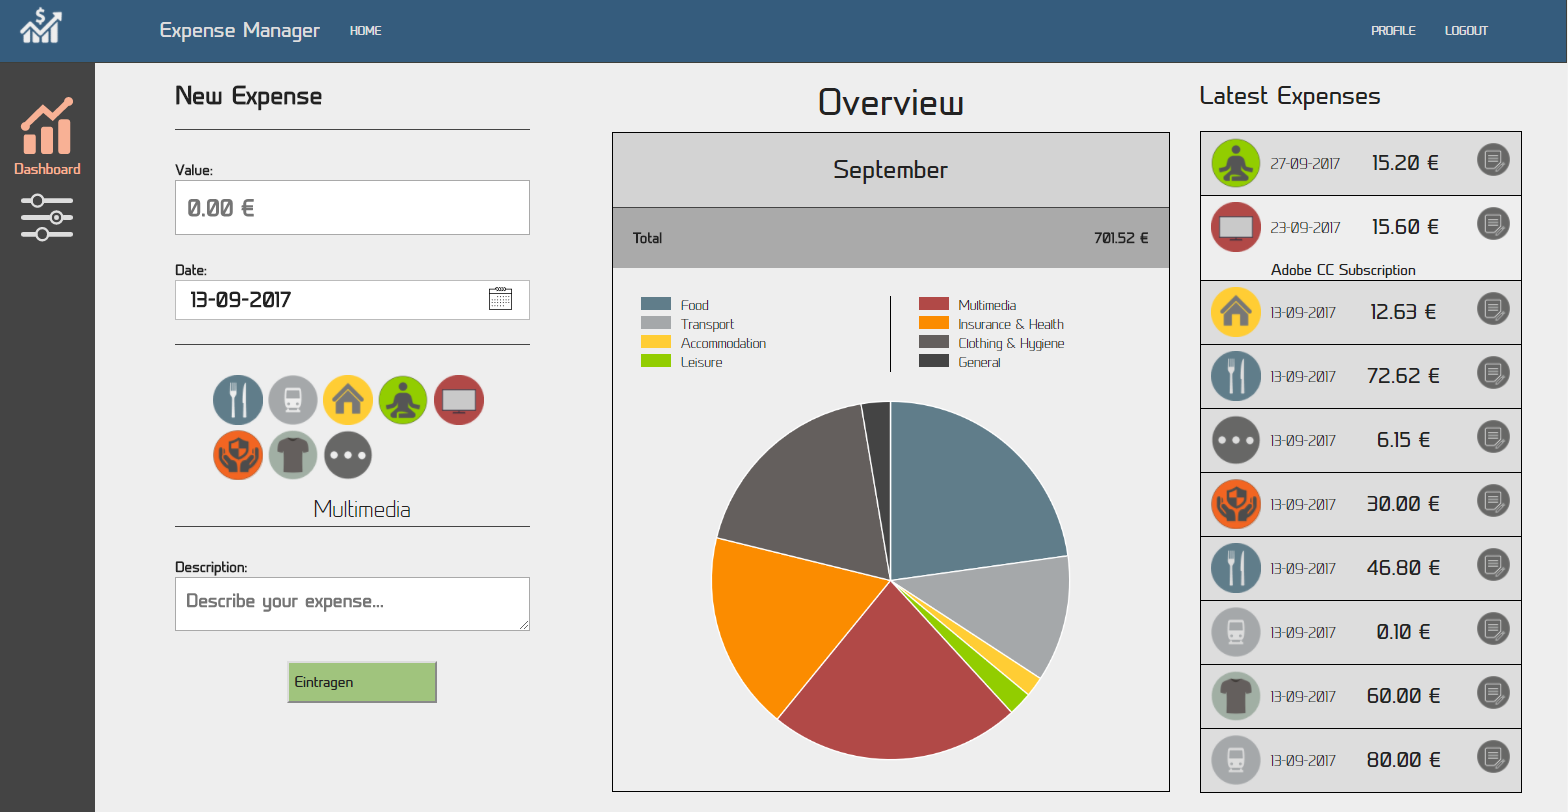 $
Expense Manager
HOME
PROFILE
LOGOUT
Dashboard
New Expense
Value:
0.00 €
Date:
13-09-2017
Multimedia
Description:
Describe your expense...
Eintragen
Overview
September
Total 701.52 €
Food
Transport
Accommodation
Leisure
Multimedia
Insurance & Health
Clothing & Hygiene
General
Latest Expenses
27-09-2017 15.20 €
23-09-2017 15.60 €
Adobe CC Subscription
13-09-2017 12.63 €
13-09-2017 72.62 €
13-09-2017 6.15 €
13-09-2017 30.00 €
13-09-2017 46.80 €
13-09-2017 0.10 €
13-09-2017 60.00 €
13-09-2017 80.00 €